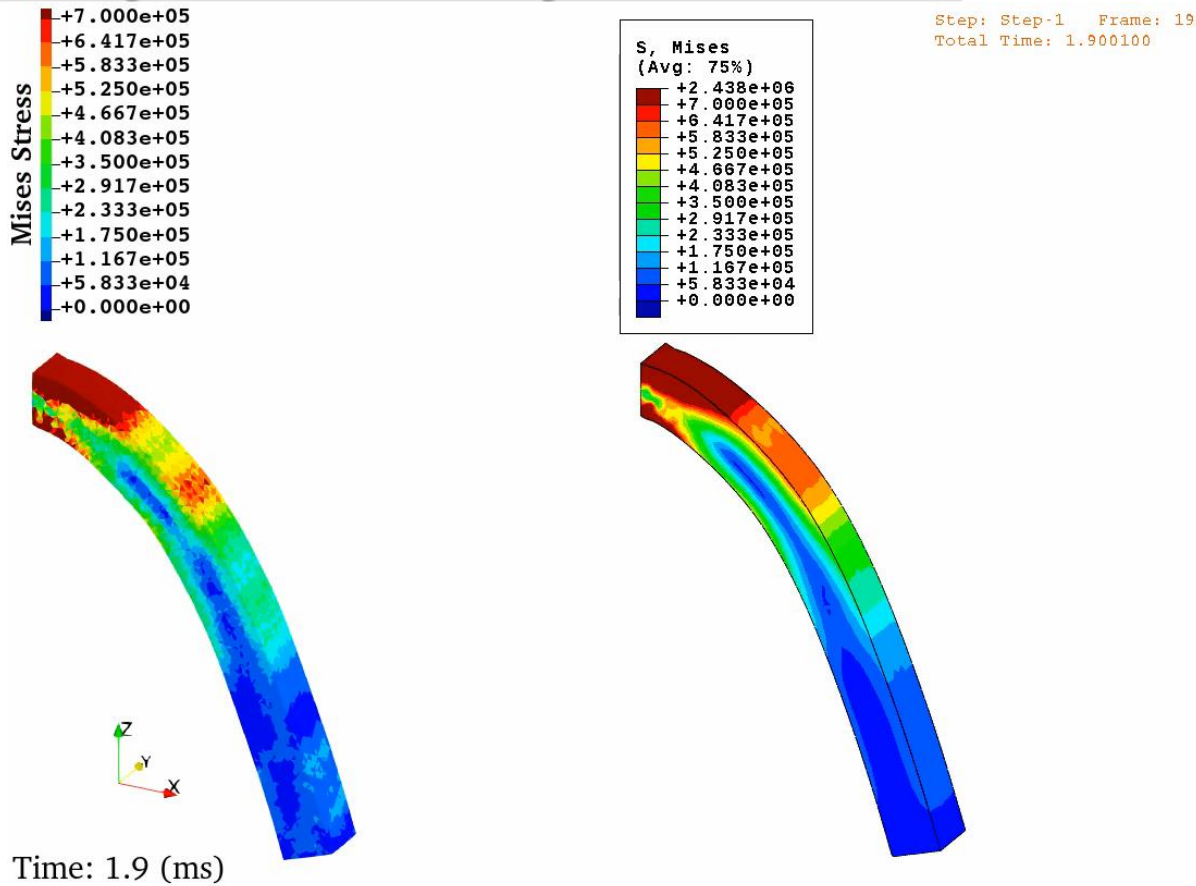 +7.000e+05
+6.417e+05
+5.833e+05
+5.250e+05
+4.667e+05
+4.083e+05
+3.500e+05
+2.917e+05
+2.333e+05
+1.750e+05
+1.167e+05
+5.833e+04
+0.000e+00
Mises Stress
S, Mises
(Avg: 75%)
+2.438e+06
+7.000e+05
+6.417e+05
+5.833e+05
+5.250e+05
+4.667e+05
+4.083e+05
+3.500e+05
+2.917e+05
+2.333e+05
+1.750e+05
+1.167e+05
+5.833e+04
+0.000e+00
Step: Step-1 Frame: 19
Total Time: 1.900100
Z
Y
X
Time: 1.9 (ms)